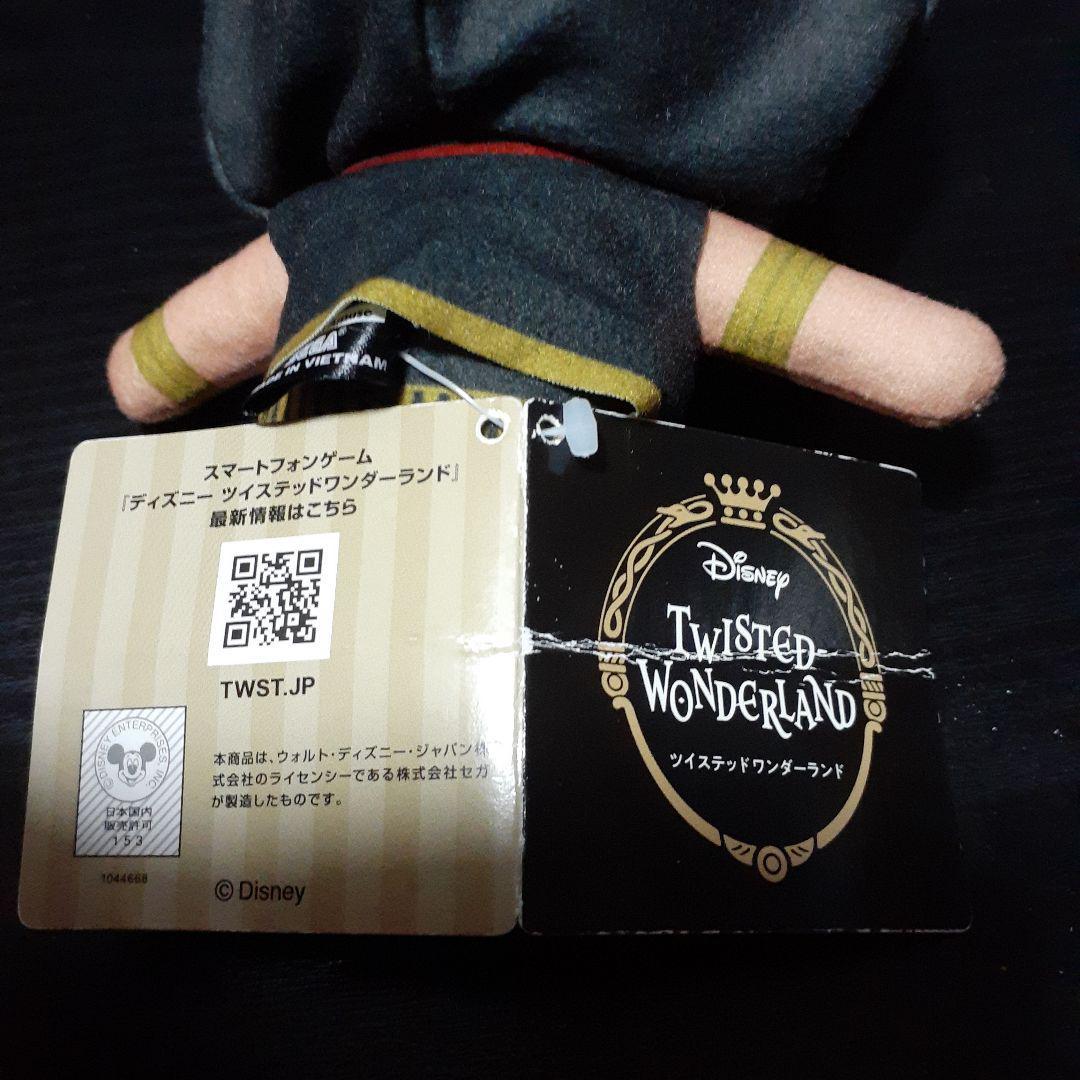 SEGA
MADE IN VIETNAM
スマートフォンゲーム
『ディズニー ツイステッドワンダーランド』
最新情報はこちら
TWST.JP
©DISNEY ENTERPRISES, INC.
日本国内
販売許可
153
1044668
本商品は、ウォルト・ディズニー・ジャパン株
式会社のライセンシーである株式会社セガ
が製造したものです。
© Disney
Disney
TWISTED-
WONDERLAND
ツイステッドワンダーランド